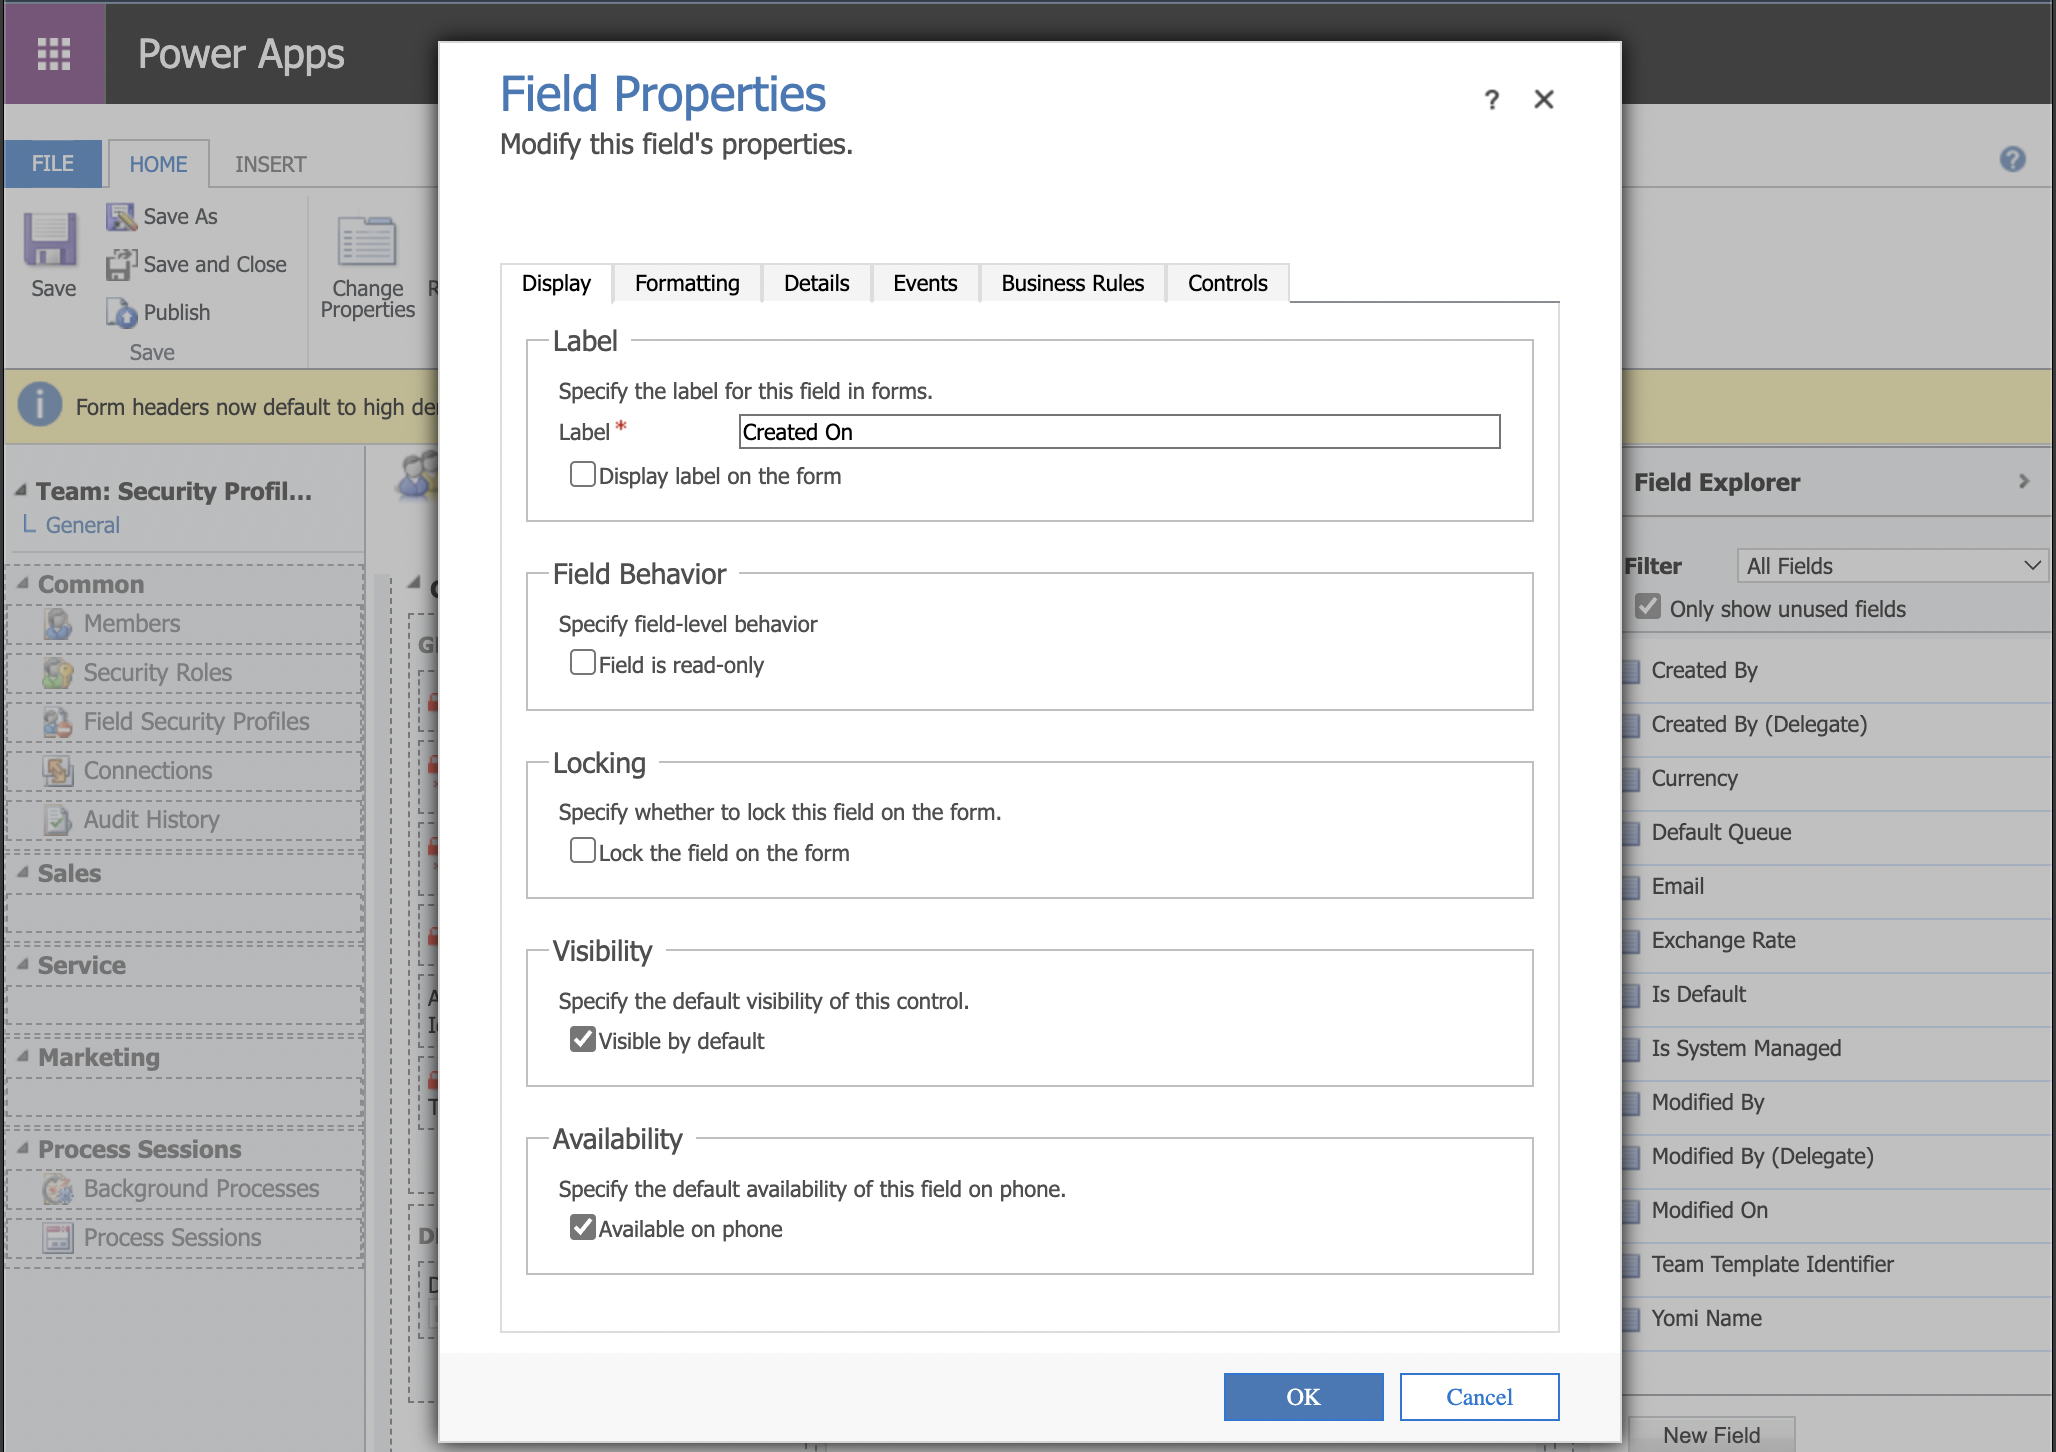 Power Apps
FILE
HOME
INSERT
Save
Save As
Save and Close
Publish
Save
Change
Properties
Form headers now default to high
Team: Security Profil...
General
Common
Members
Security Roles
Field Security Profiles
Connections
Audit History
Sales
Service
Marketing
Process Sessions
Background Processes
Process Sessions
Field Properties
?
Modify this field's properties.
Display
Formatting
Details
Events
Business Rules
Controls
Label
Specify the label for this field in forms.
Label *
Created On
Display label on the form
Field Behavior
Specify field-level behavior
Field is read-only
Locking
Specify whether to lock this field on the form.
Lock the field on the form
Visibility
Specify the default visibility of this control.
Visible by default
Availability
Specify the default availability of this field on phone.
Available on phone
OK
Cancel
?
Field Explorer
Filter
All Fields
Only show unused fields
Created By
Created By (Delegate)
Currency
Default Queue
Email
Exchange Rate
Is Default
Is System Managed
Modified By
Modified By (Delegate)
Modified On
Team Template Identifier
Yomi Name
New Field